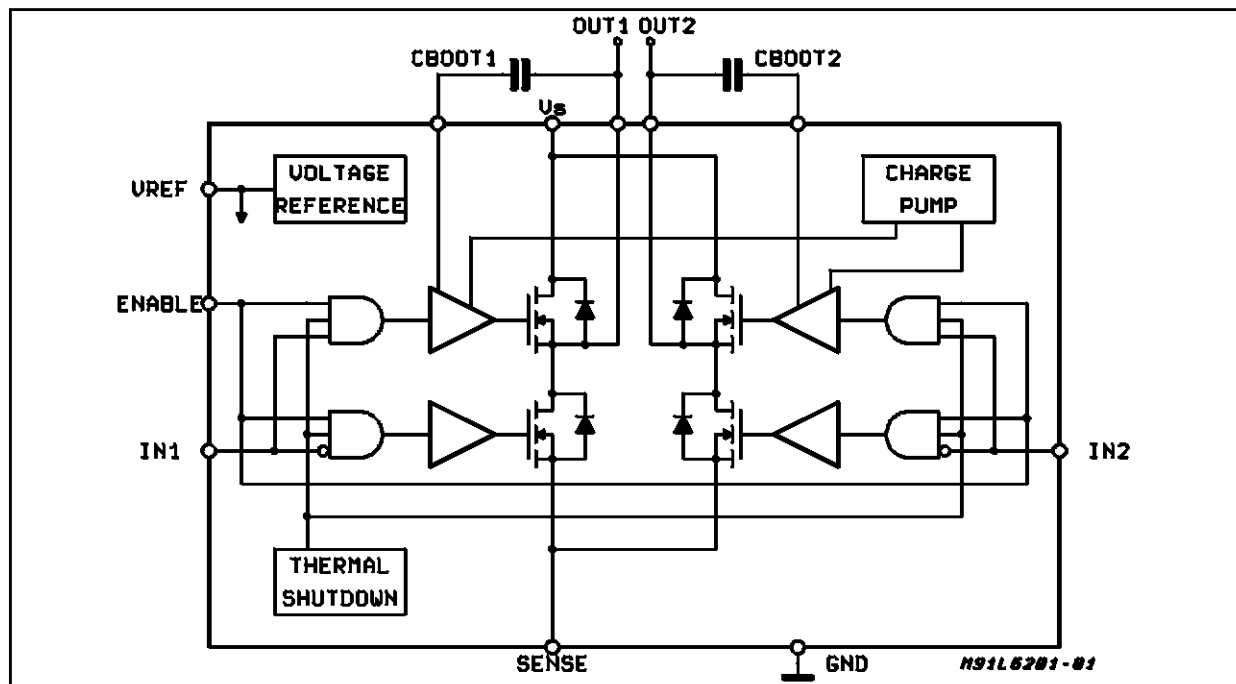 OUT1 OUT2
CBOOT1
CBOOT2
Vs
VREF
VOLTAGE
REFERENCE
CHARGE
PUMP
ENABLE
IN1
IN2
THERMAL
SHUTDOWN
SENSE
GND
M91L6201-01